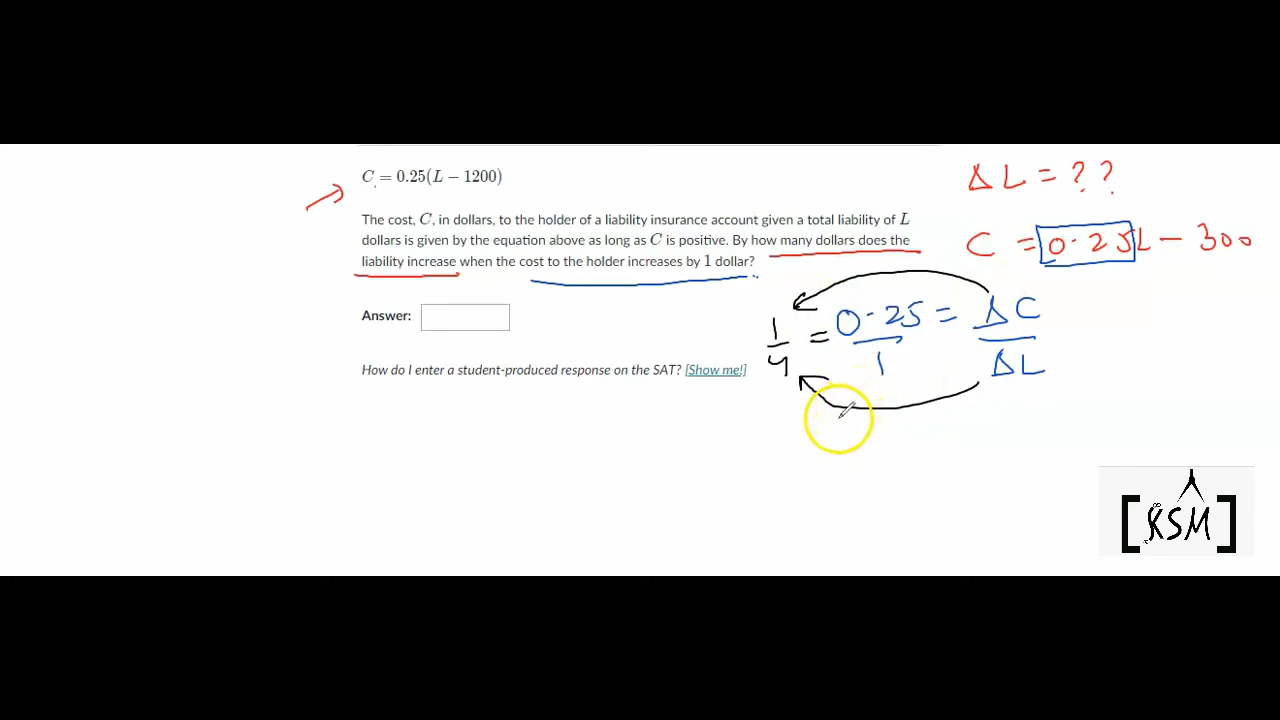 C = 0.25(L − 1200)
The cost, C, in dollars, to the holder of a liability insurance account given a total liability of L
dollars is given by the equation above as long as C is positive. By how many dollars does the
liability increase when the cost to the holder increases by 1 dollar?
Answer:
How do I enter a student-produced response on the SAT? [Show me!]
Δ L = ? ?
C = 0.25L − 300
1/4 = 0.25/1 = ΔC/ΔL
[KSM]